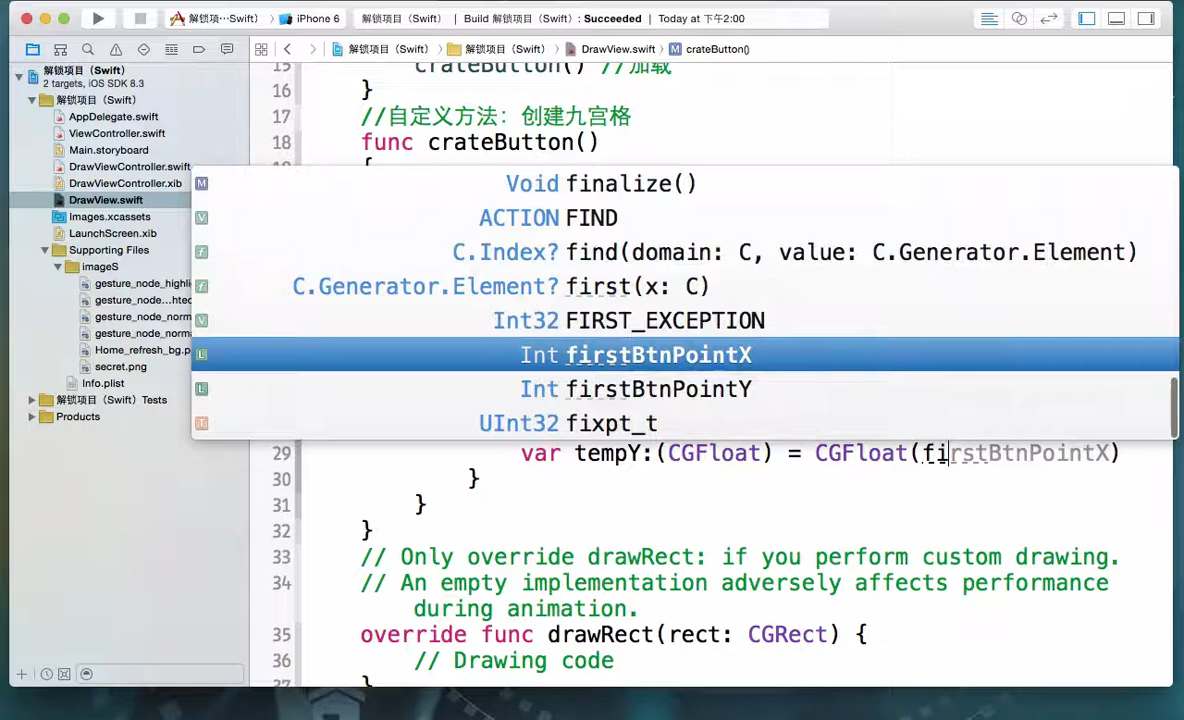 解锁项···Swift)
iPhone 6
解锁项目（Swift） | Build 解锁项目（Swift）: Succeeded | Today at 下午2:00
解锁项目（Swift） 解锁项目（Swift） DrawView.swift crateButton()
解锁项目（Swift）
2 targets, iOS SDK 8.3
解锁项目（Swift）
AppDelegate.swift
ViewController.swift
Main.storyboard
DrawViewController.swift
DrawViewController.xib
DrawView.swift
Images.xcassets
LaunchScreen.xib
Supporting Files
imageS
gesture_node_highli
gesture_node...hted
gesture_node_norm
gesture_node_norma
Home_refresh_bg.p
secret.png
Info.plist
解锁项目（Swift）Tests
Products
15 crateButton() //加载
16 }
17 //自定义方法：创建九宫格
18 func crateButton()
{
Void finalize()
ACTION FIND
C.Index? find(domain: C, value: C.Generator.Element)
C.Generator.Element? first(x: C)
Int32 FIRST_EXCEPTION
Int firstBtnPointX
Int firstBtnPointY
UInt32 fixpt_t
29 var tempY:(CGFloat) = CGFloat(firstBtnPointX)
30 }
31 }
32 }
33 // Only override drawRect: if you perform custom drawing.
34 // An empty implementation adversely affects performance
during animation.
35 override func drawRect(rect: CGRect) {
36 // Drawing code
37 }